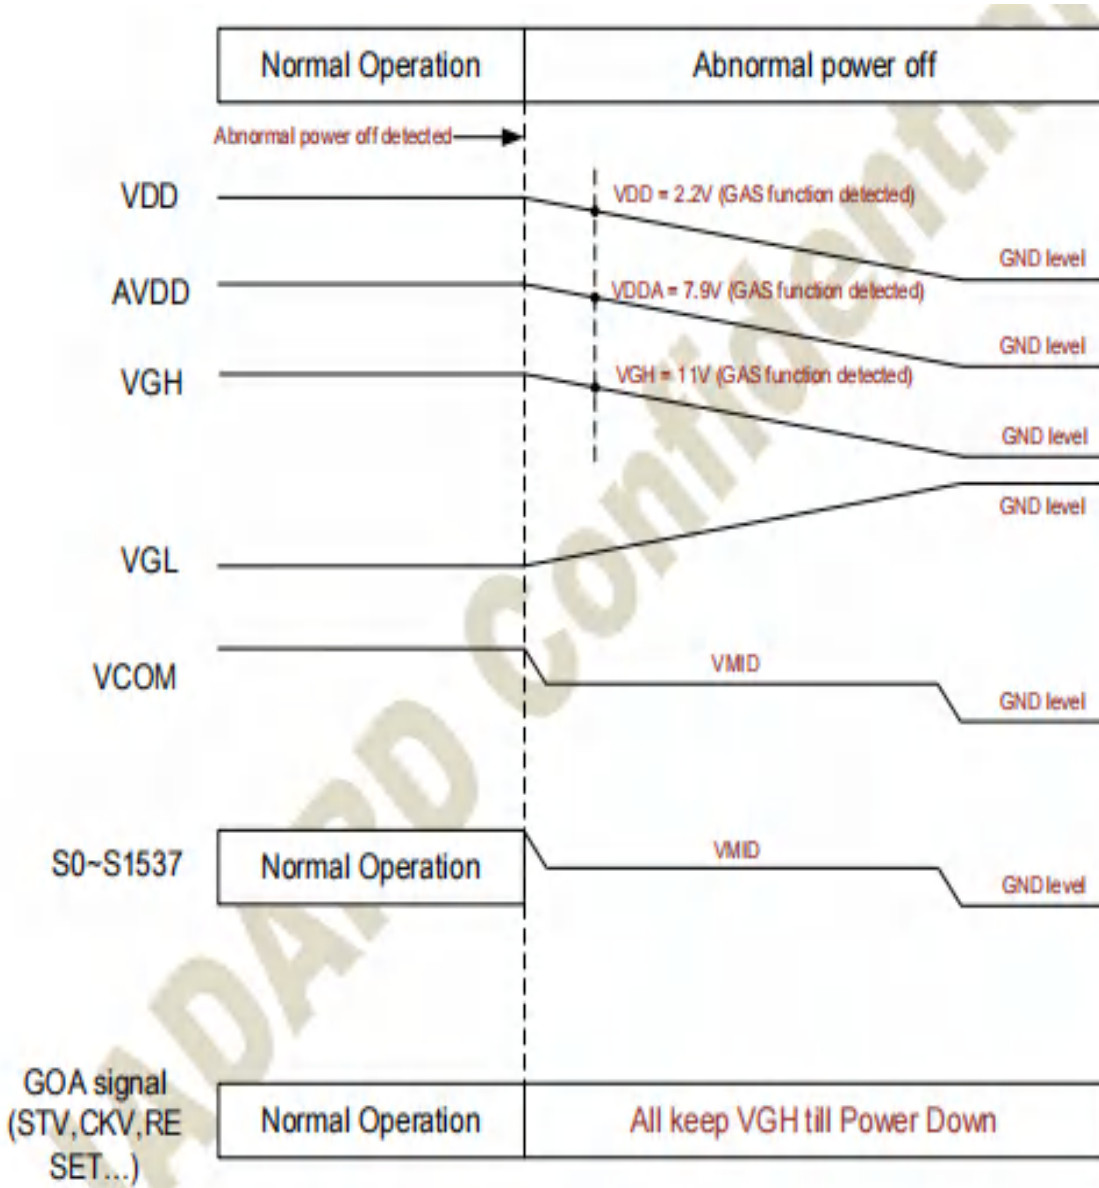 Normal Operation
Abnormal power off
Abnormal power off detected
VDD
VDD = 2.2V (GAS function detected)
GND level
AVDD
VDDA = 7.9V (GAS function detected)
GND level
VGH
VGH = 11V (GAS function detected)
GND level
GND level
VGL
VCOM
VMID
GND level
S0~S1537
Normal Operation
VMID
GND level
GOA signal
(STV,CKV,RE
SET...)
Normal Operation
All keep VGH till Power Down
JADARD Confidential